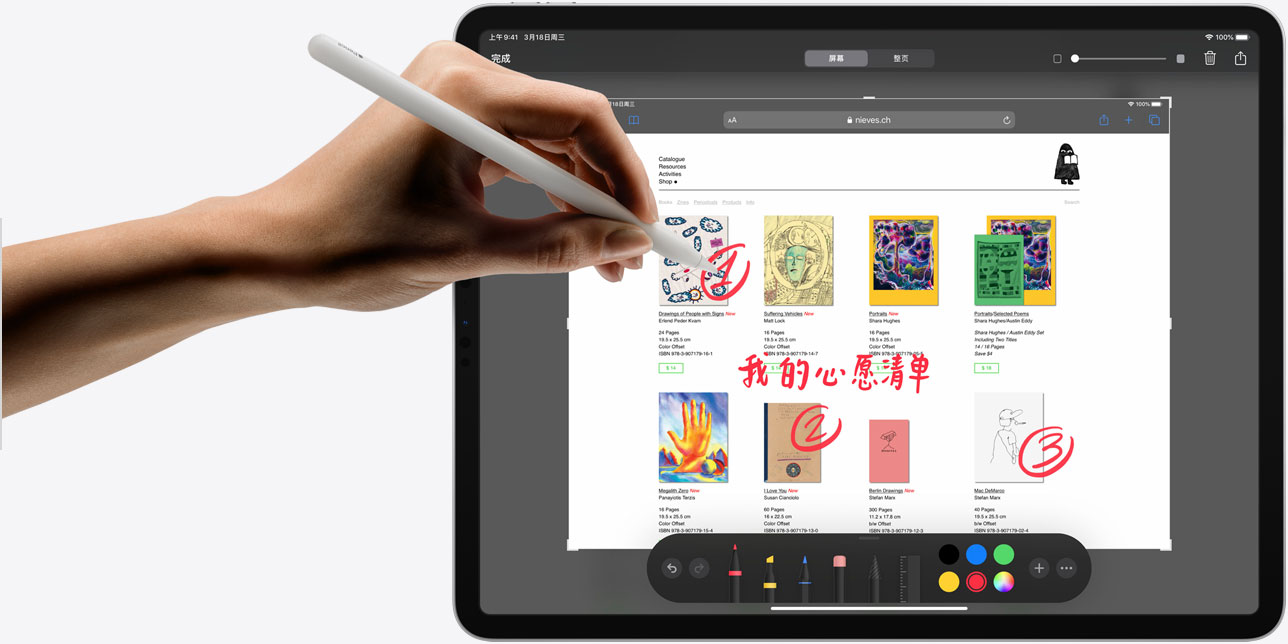 上午9:41 3月18日周三
100%
完成
屏幕 整页
18日周三
100%
AA
nieves.ch
Catalogue
Resources
Activities
Shop
Books Zines Periodicals Products Info
Search
Drawings of People with Signs New
Erlend Peder Kvam
24 Pages
19.5 x 25.5 cm
Color Offset
ISBN 978-3-907179-16-1
$ 14
1
Suffering Vehicles New
Matt Lock
16 Pages
19.5 x 25.5 cm
Color Offset
ISBN 978-3-907179-14-7
Portraits New
Shara Hughes
16 Pages
19.5 x 25.5 cm
Color Offset
Portraits/Selected Poems
Shara Hughes/Austin Eddy
Shara Hughes / Austin Eddy Set
Including Two Titles
14 / 16 Pages
Save $4
$ 18
我的心愿清单
Megalith Zero New
Panayiotis Terzis
16 Pages
19.5 x 25.5 cm
Color Offset
ISBN 978-3-907179-15-4
2
I Love You New
Susan Cianciolo
60 Pages
16 x 22.5 cm
Color Offset
ISBN 978-3-907179-13-0
Berlin Drawings New
Stefan Marx
300 Pages
11.2 x 17.8 cm
b/w Offset
ISBN 978-3-907179-12-3
3
Mac DeMarco
Stefan Marx
40 Pages
19.5 x 25.5 cm
b/w Offset
ISBN 978-3-907179-02-4